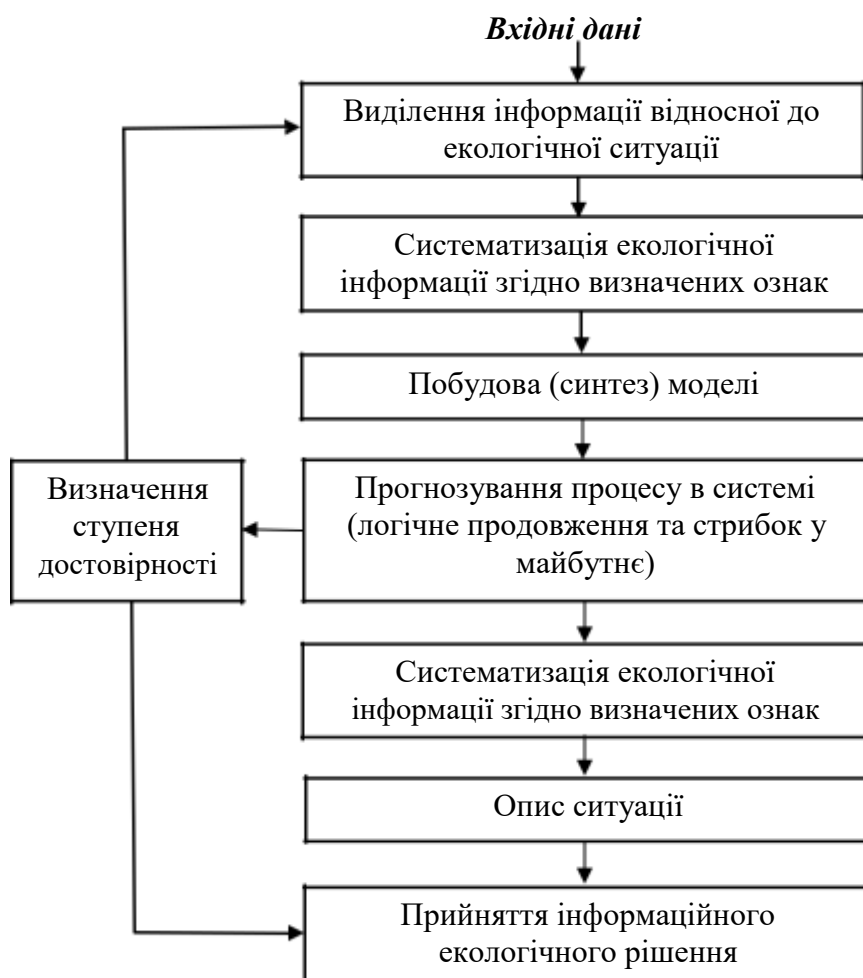 Вхідні дані
Виділення інформації відносної до
екологічної ситуації
Систематизація екологічної
інформації згідно визначених ознак
Побудова (синтез) моделі
Визначення
ступеня
достовірності
Прогнозування процесу в системі
(логічне продовження та стрибок у
майбутнє)
Систематизація екологічної
інформації згідно визначених ознак
Опис ситуації
Прийняття інформаційного
екологічного рішення